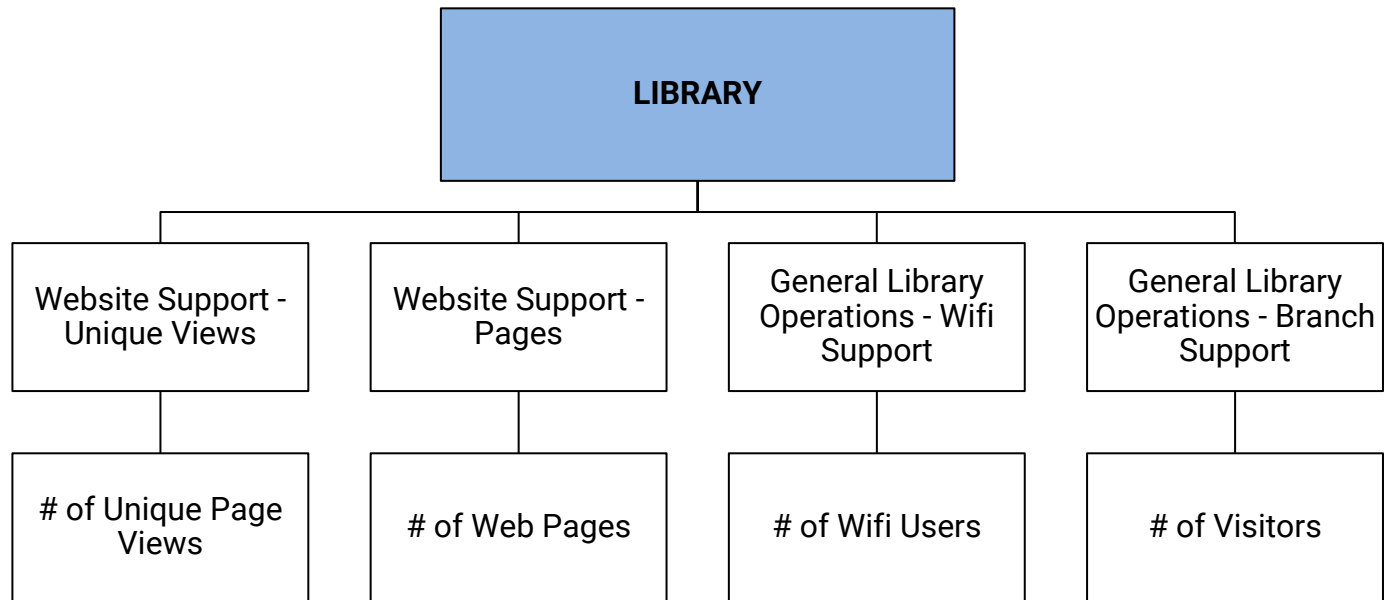 LIBRARY
Website Support -
Unique Views
Website Support -
Pages
General Library
Operations - Wifi
Support
General Library
Operations - Branch
Support
# of Unique Page
Views
# of Web Pages
# of Wifi Users
# of Visitors